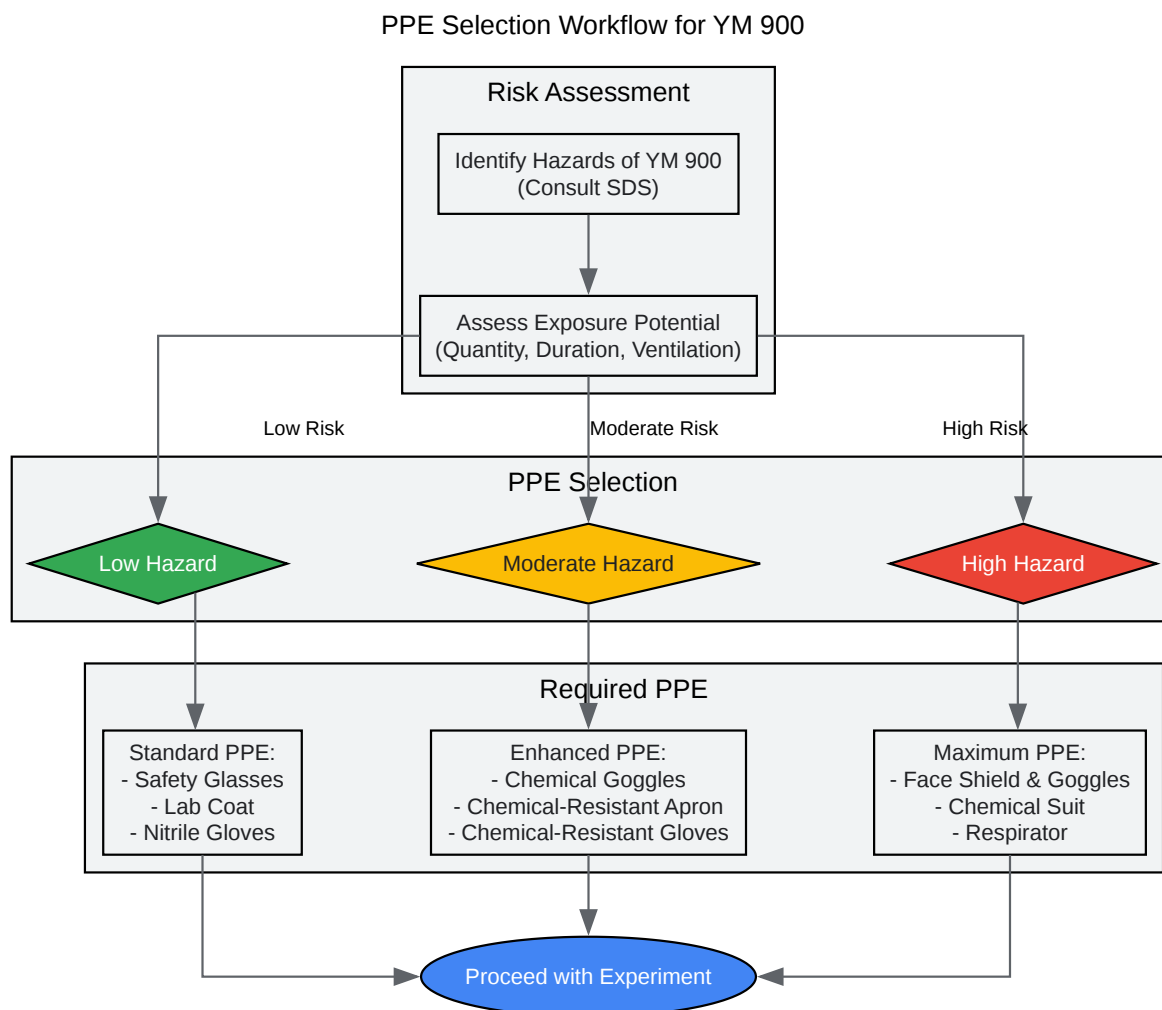 PPE Selection Workflow for YM 900
Risk Assessment
Identify Hazards of YM 900
(Consult SDS)
Assess Exposure Potential
(Quantity, Duration, Ventilation)
Low Risk
Moderate Risk
High Risk
PPE Selection
Low Hazard
Moderate Hazard
High Hazard
Required PPE
Standard PPE:
- Safety Glasses
- Lab Coat
- Nitrile Gloves
Enhanced PPE:
- Chemical Goggles
- Chemical-Resistant Apron
- Chemical-Resistant Gloves
Maximum PPE:
- Face Shield & Goggles
- Chemical Suit
- Respirator
Proceed with Experiment